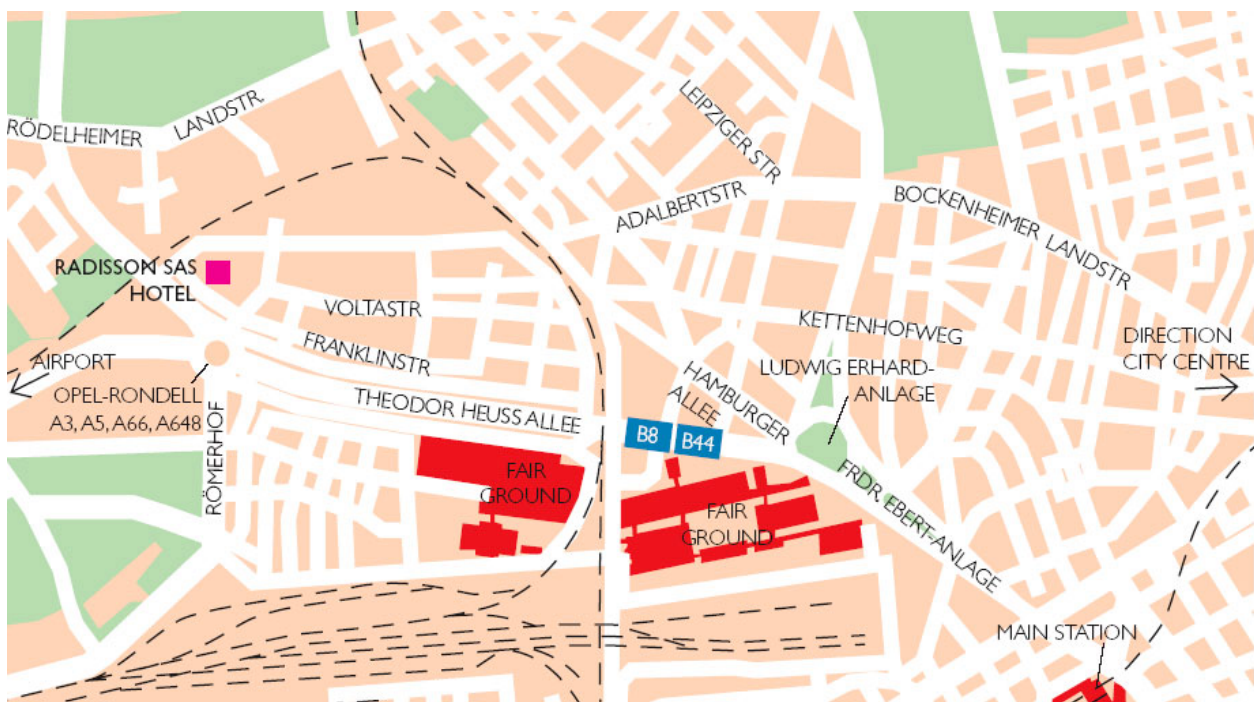 RÖDELHEIMER
LANDSTR
LEIPZIGER STR
ADALBERTSTR
BOCKENHEIMER LANDSTR
RADISSON SAS
HOTEL
VOLTASTR
FRANKLINSTR
KETTENHOFWEG
DIRECTION
CITY CENTRE
AIRPORT
OPEL-RONDELL
A3, A5, A66, A648
RÖMERHOF
THEODOR HEUSS ALLEE
HAMBURGER
ALLEE
LUDWIG ERHARD-
ANLAGE
B8
B44
FAIR
GROUND
FAIR
GROUND
FRDR. EBERT-ANLAGE
MAIN STATION